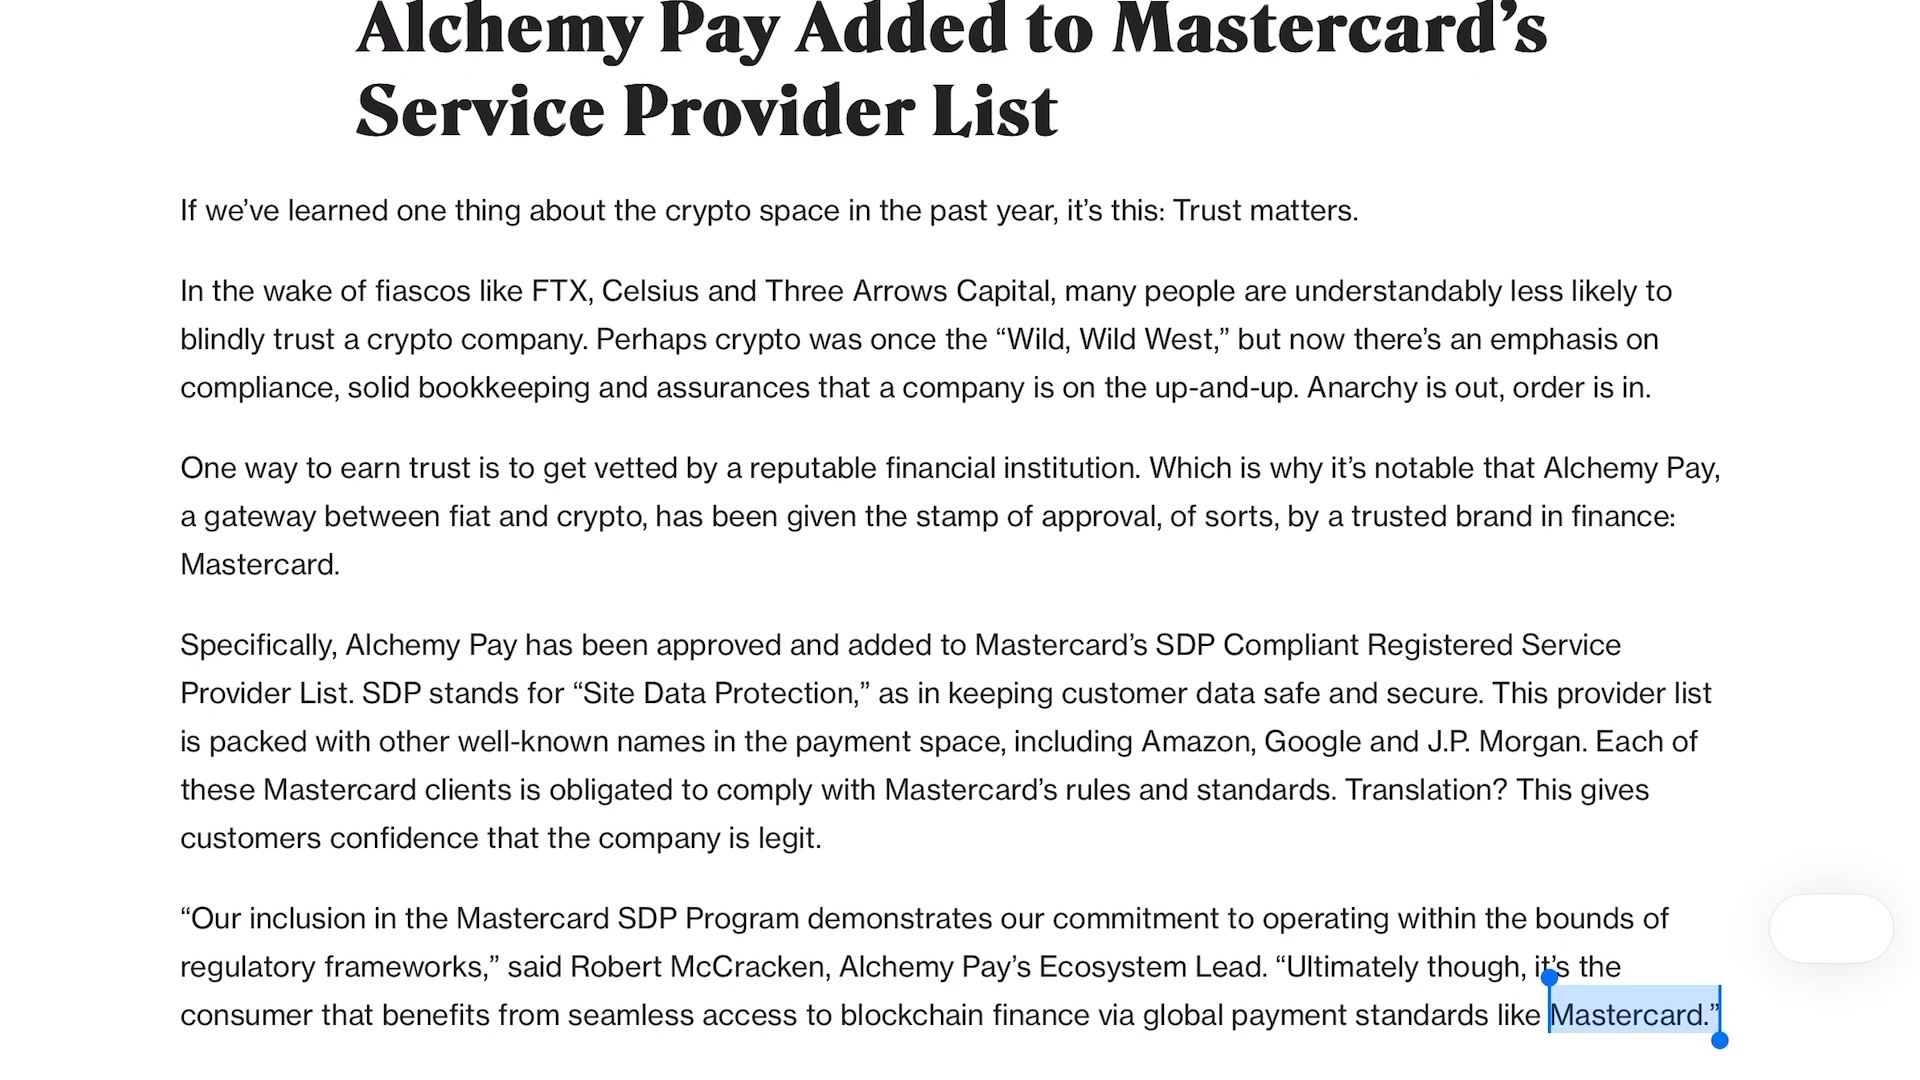 Alchemy Pay Added to Mastercard’s
Service Provider List
If we’ve learned one thing about the crypto space in the past year, it’s this: Trust matters.
In the wake of fiascos like FTX, Celsius and Three Arrows Capital, many people are understandably less likely to
blindly trust a crypto company. Perhaps crypto was once the “Wild, Wild West,” but now there’s an emphasis on
compliance, solid bookkeeping and assurances that a company is on the up-and-up. Anarchy is out, order is in.
One way to earn trust is to get vetted by a reputable financial institution. Which is why it’s notable that Alchemy Pay,
a gateway between fiat and crypto, has been given the stamp of approval, of sorts, by a trusted brand in finance:
Mastercard.
Specifically, Alchemy Pay has been approved and added to Mastercard’s SDP Compliant Registered Service
Provider List. SDP stands for “Site Data Protection,” as in keeping customer data safe and secure. This provider list
is packed with other well-known names in the payment space, including Amazon, Google and J.P. Morgan. Each of
these Mastercard clients is obligated to comply with Mastercard’s rules and standards. Translation? This gives
customers confidence that the company is legit.
“Our inclusion in the Mastercard SDP Program demonstrates our commitment to operating within the bounds of
regulatory frameworks,” said Robert McCracken, Alchemy Pay’s Ecosystem Lead. “Ultimately though, it’s the
consumer that benefits from seamless access to blockchain finance via global payment standards like Mastercard.”